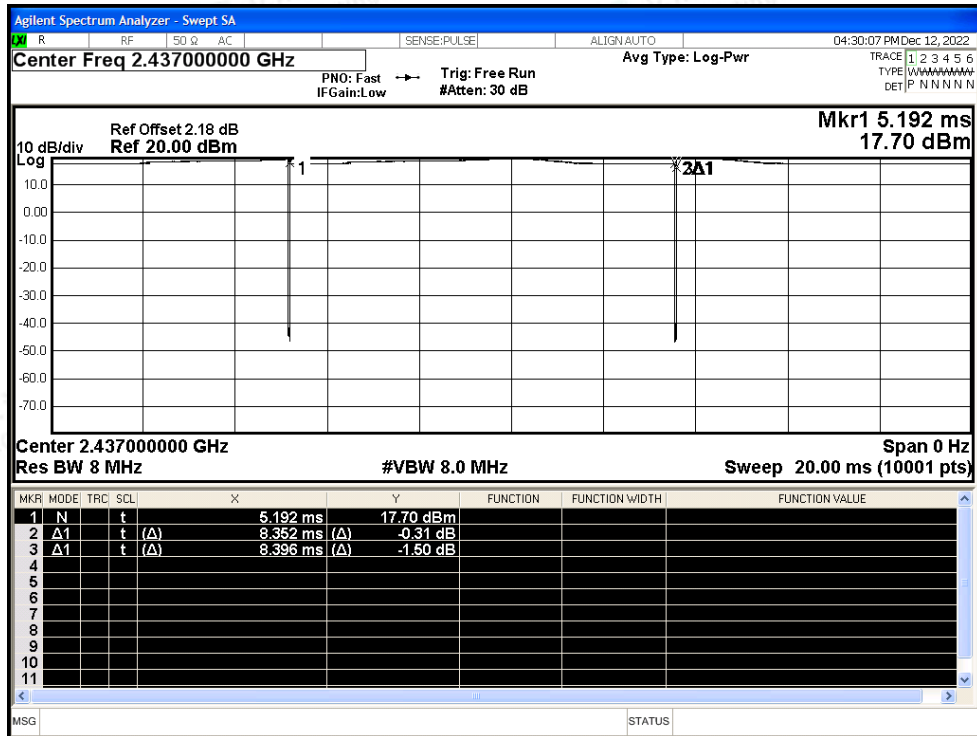 Agilent Spectrum Analyzer - Swept SA
LXI R RF 50 Ω AC SENSE:PULSE ALIGN AUTO 04:30:07 PM Dec 12, 2022
Center Freq 2.437000000 GHz
PNO: Fast
IFGain:Low
Trig: Free Run
#Atten: 30 dB
Avg Type: Log-Pwr
TRACE 1 2 3 4 5 6
TYPE W
DET P N N N N N
Mkr1 5.192 ms
17.70 dBm
Ref Offset 2.18 dB
10 dB/div Ref 20.00 dBm
Log
10.0
0.00
-10.0
-20.0
-30.0
-40.0
-50.0
-60.0
-70.0
1
3Δ1
Center 2.437000000 GHz Span 0 Hz
Res BW 8 MHz #VBW 8.0 MHz Sweep 20.00 ms (10001 pts)
MKR MODE TRC SCL X Y FUNCTION FUNCTION WIDTH FUNCTION VALUE
1 N t 5.192 ms 17.70 dBm
2 Δ1 t (Δ) 8.352 ms (Δ) -0.31 dB
3 Δ1 t (Δ) 8.396 ms (Δ) -1.50 dB
4
5
6
7
8
9
10
11
MSG STATUS